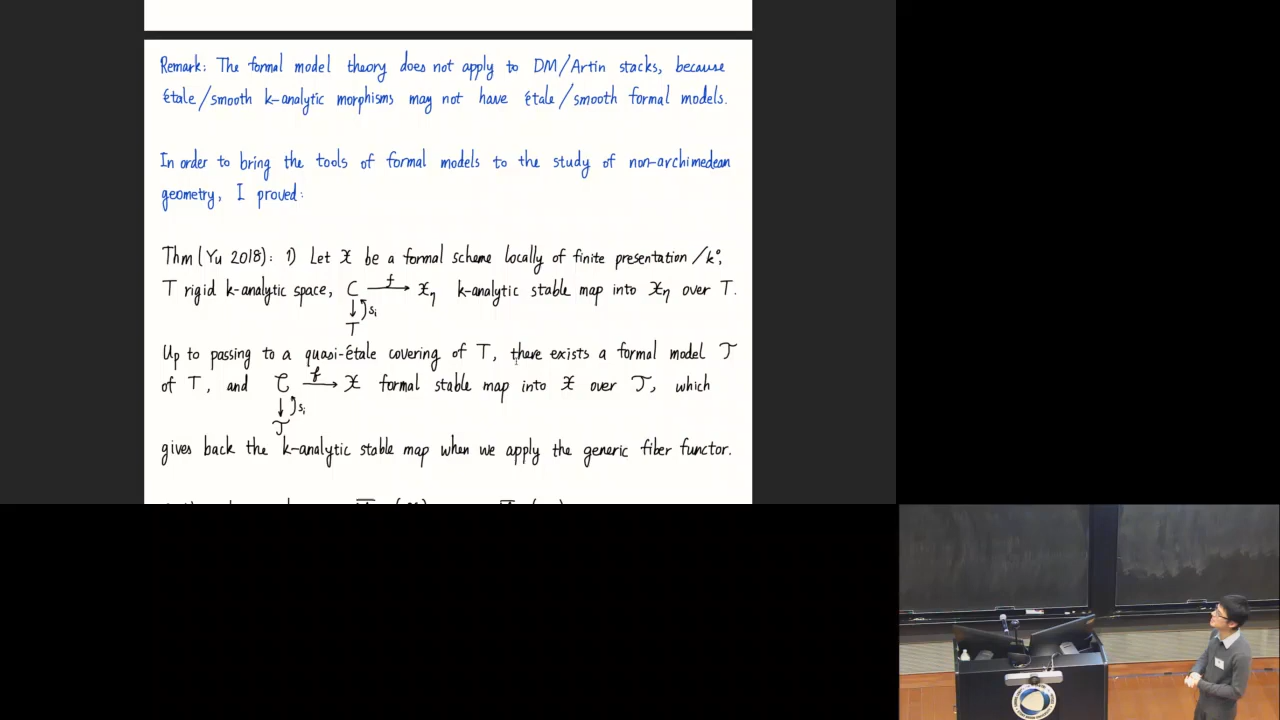 Remark: The formal model theory does not apply to DM/Artin stacks, because
étale/smooth k-analytic morphisms may not have étale/smooth formal models.
In order to bring the tools of formal models to the study of non-archimedean
geometry, I proved:
Thm (Yu 2018): 1) Let 𝔛 be a formal scheme locally of finite presentation /k°,
T rigid k-analytic space, C —f→ 𝔛η k-analytic stable map into 𝔛η over T.
↓ ⤴ sᵢ
T
Up to passing to a quasi-étale covering of T, there exists a formal model 𝒯
of T, and 𝒞 —f→ 𝔛 formal stable map into 𝔛 over 𝒯, which
↓ ⤴ sᵢ
𝒯
gives back the k-analytic stable map when we apply the generic fiber functor.